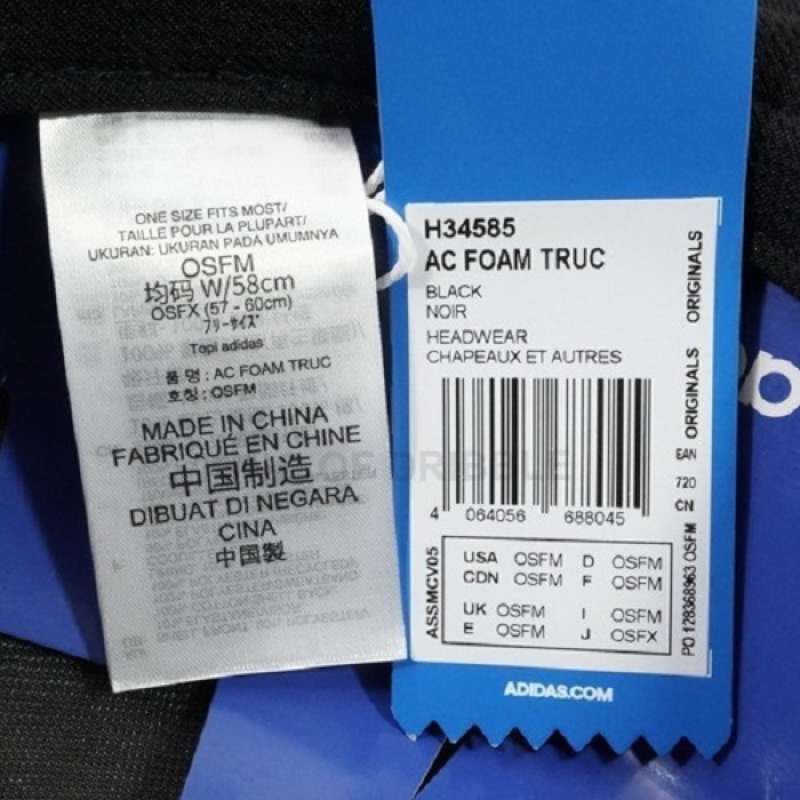 ONE SIZE FITS MOST/
TAILLE POUR LA PLUPART/
UKURAN: UKURAN PADA UMUMNYA
OSFM
均码 W/58cm
OSFX (57 - 60cm)
フリーサイズ
Topi adidas
품 명 : AC FOAM TRUC
호칭 : OSFM
MADE IN CHINA
FABRIQUÉ EN CHINE
中国制造
DIBUAT DI NEGARA
CINA
中国製
H34585
AC FOAM TRUC
BLACK
NOIR
HEADWEAR
CHAPEAUX ET AUTRES
4 064056 688045
ASSMCV05
USA OSFM D OSFM
CDN OSFM F OSFM
UK OSFM I OSFM
E OSFM J OSFX
ORIGINALS
ORIGINALS
EAN
720
CN
PO 128368963 OSFM
ADIDAS.COM